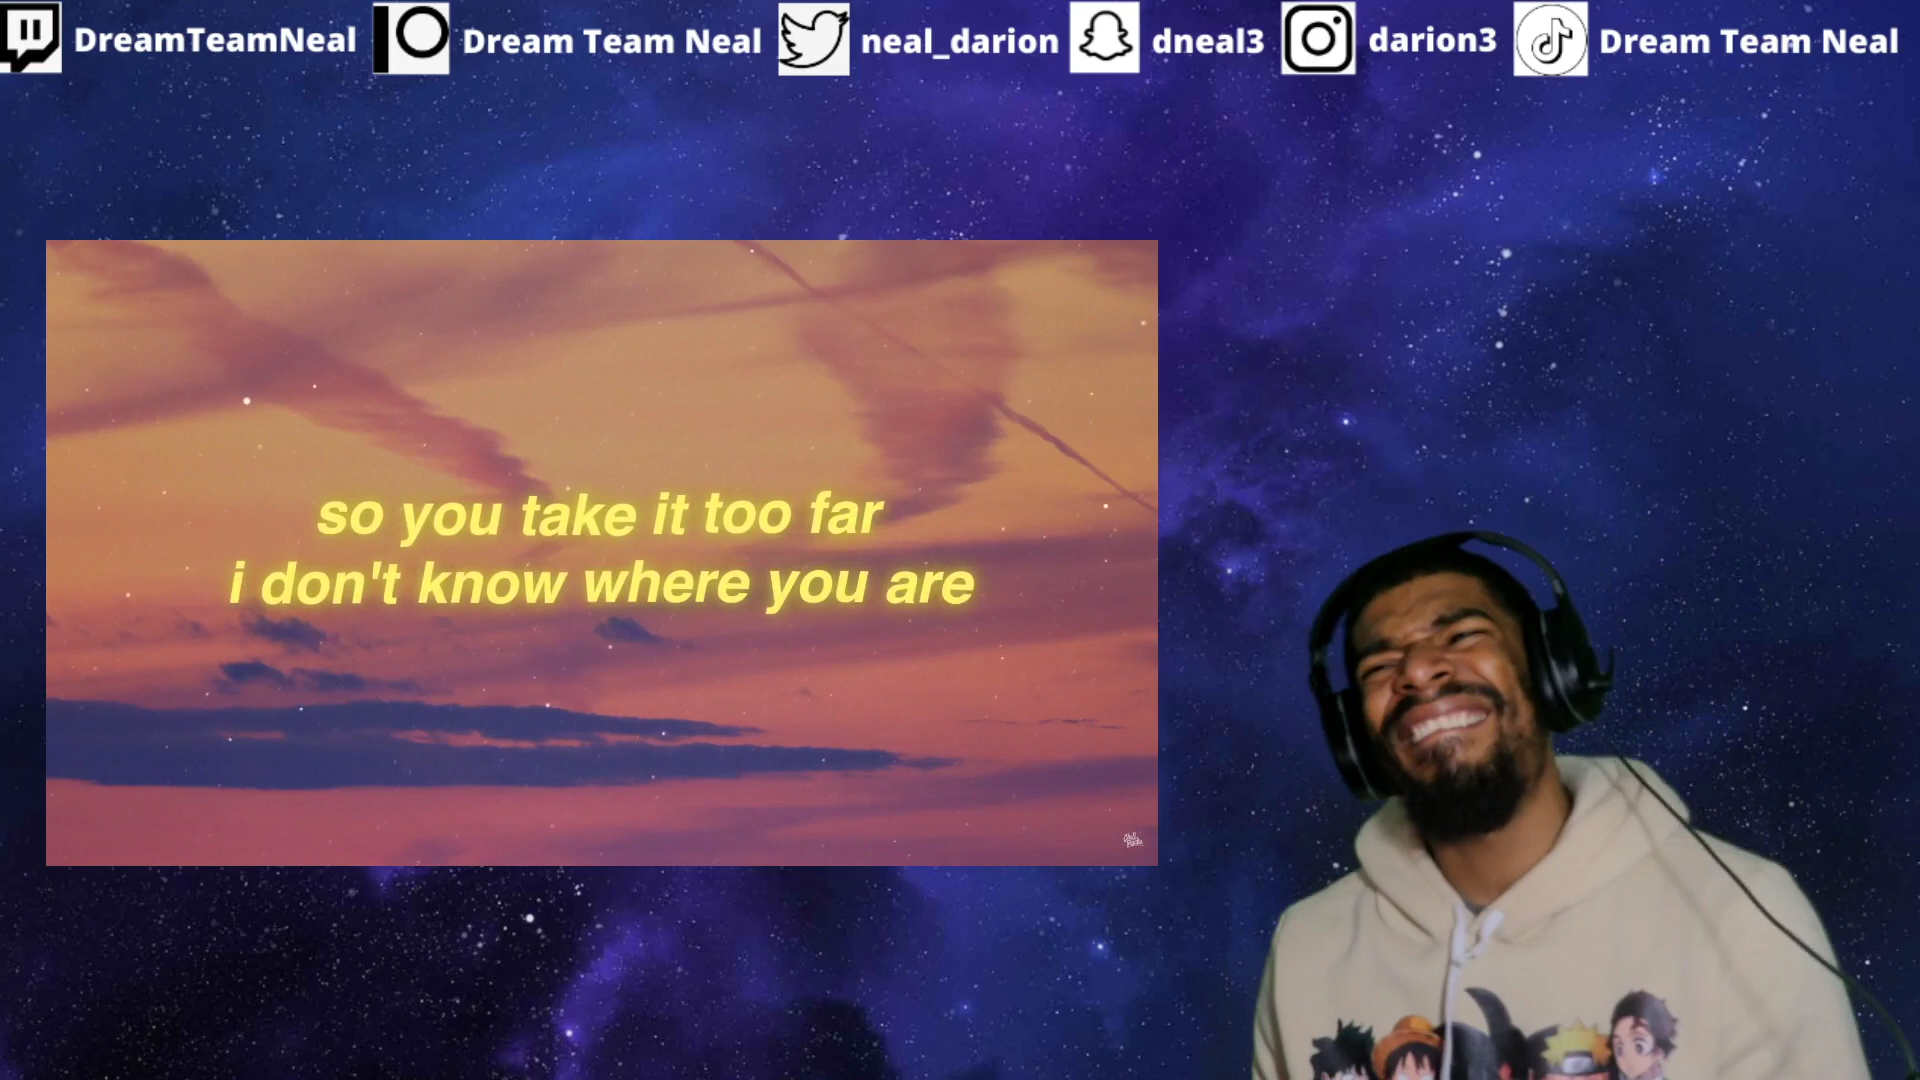 DreamTeamNeal Dream Team Neal neal_darion dneal3 darion3 Dream Team Neal
so you take it too far
i don't know where you are